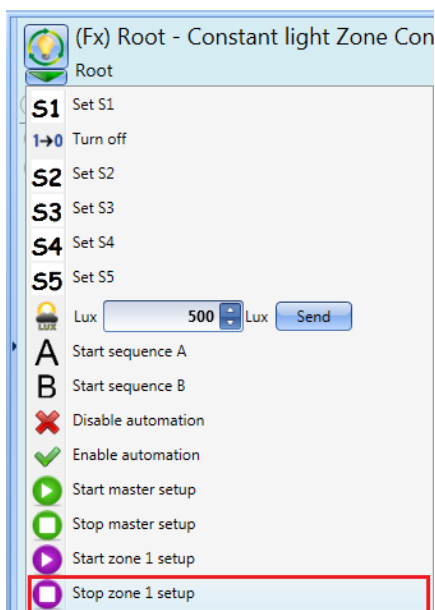 (Fx) Root - Constant light Zone Con
Root
S1 Set S1
1→0 Turn off
S2 Set S2
S3 Set S3
S4 Set S4
S5 Set S5
LUX Lux 500 Lux Send
A Start sequence A
B Start sequence B
Disable automation
Enable automation
Start master setup
Stop master setup
Start zone 1 setup
Stop zone 1 setup